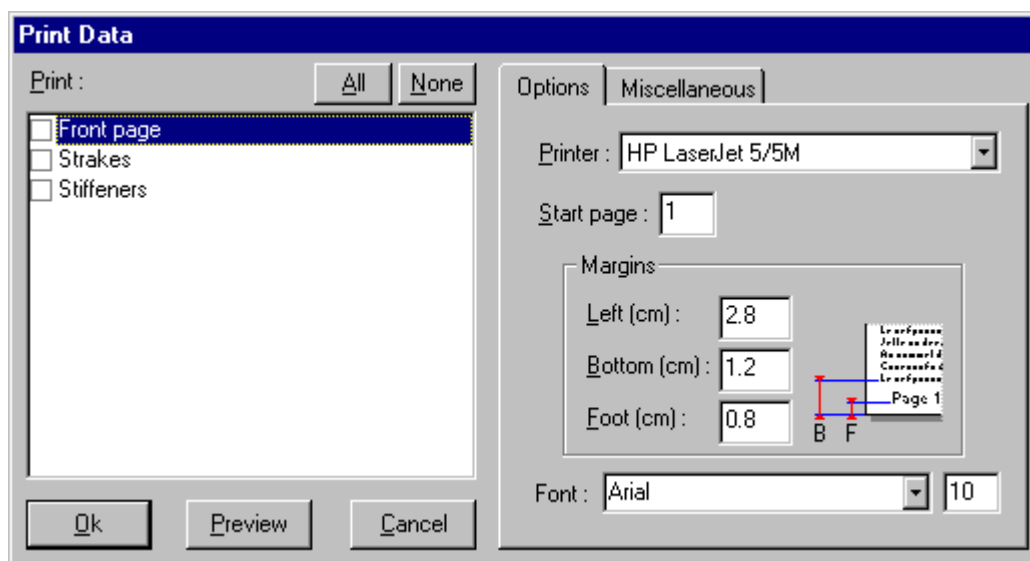 Print Data
Print :
All
None
Front page
Strakes
Stiffeners
Ok
Preview
Cancel
Options
Miscellaneous
Printer : HP LaserJet 5/5M
Start page : 1
Margins
Left (cm) : 2.8
Bottom (cm) : 1.2
Foot (cm) : 0.8
Page 1
B F
Font : Arial 10